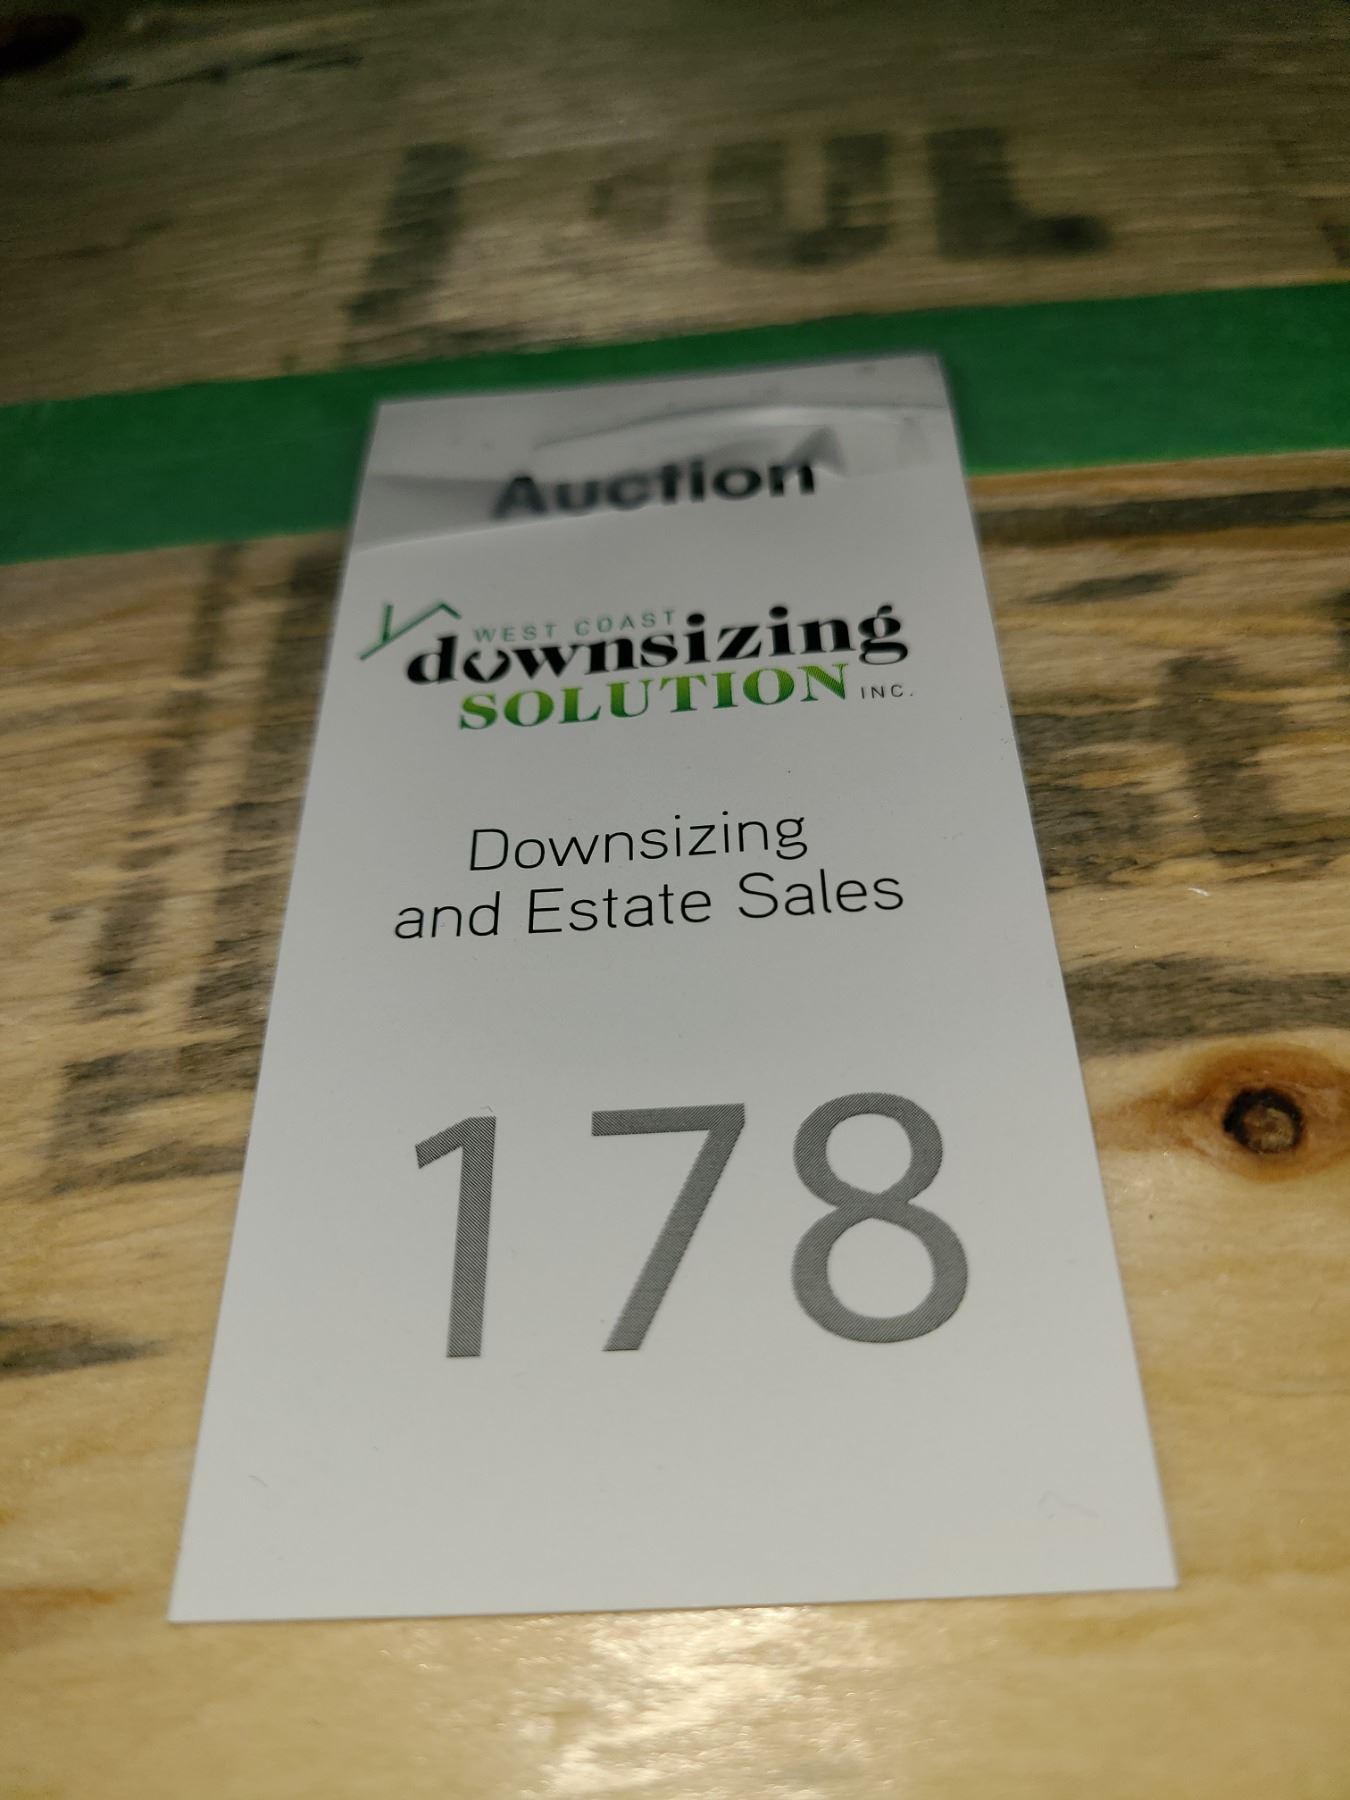 Auction
WEST COAST
downsizing
SOLUTION INC.
Downsizing
and Estate Sales
178